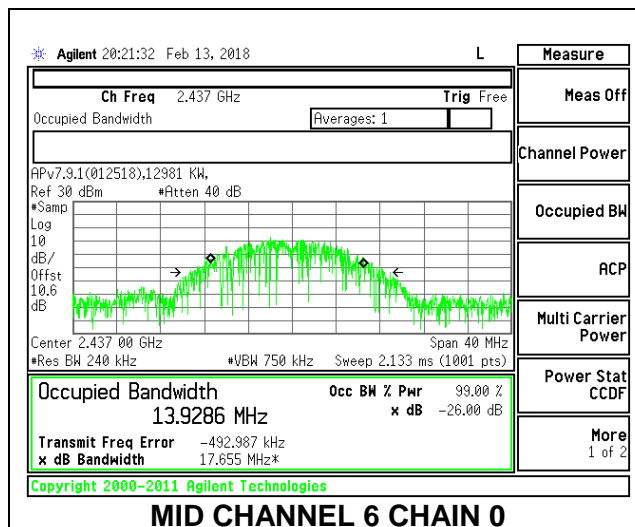 Agilent 20:21:32 Feb 13, 2018 L
Measure
Ch Freq 2.437 GHz Trig Free
Occupied Bandwidth Averages: 1
APv7.9.1(012518),12981 KW,
Ref 30 dBm #Atten 40 dB
#Samp
Log
10
dB/
Offst
10.6
dB
Center 2.437 00 GHz Span 40 MHz
#Res BW 240 kHz #VBW 750 kHz Sweep 2.133 ms (1001 pts)
Occupied Bandwidth Occ BW % Pwr 99.00 %
13.9286 MHz x dB -26.00 dB
Transmit Freq Error -492.987 kHz
x dB Bandwidth 17.655 MHz*
Copyright 2000-2011 Agilent Technologies
Meas Off
Channel Power
Occupied BW
ACP
Multi Carrier
Power
Power Stat
CCDF
More
1 of 2
MID CHANNEL 6 CHAIN 0